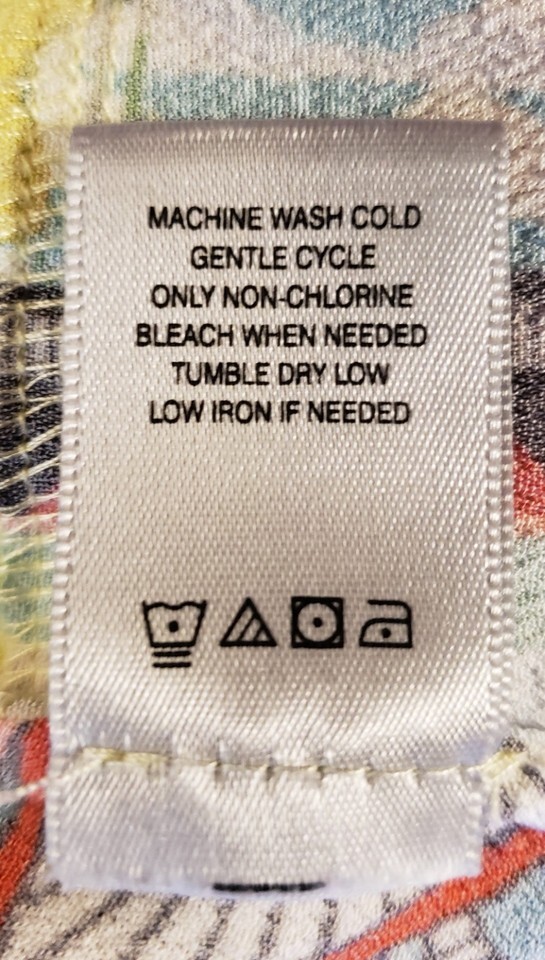 MACHINE WASH COLD
GENTLE CYCLE
ONLY NON-CHLORINE
BLEACH WHEN NEEDED
TUMBLE DRY LOW
LOW IRON IF NEEDED